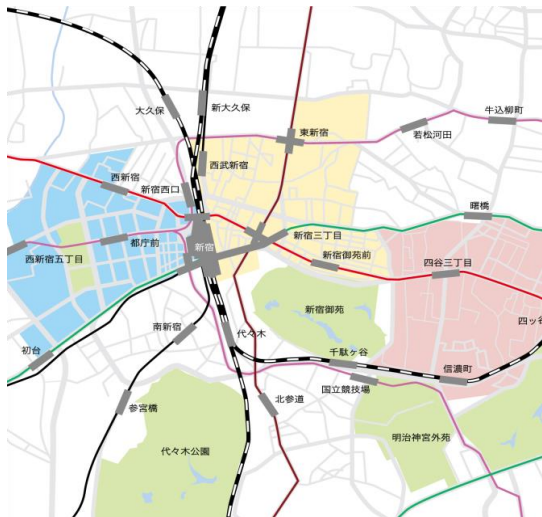 大久保
新大久保
牛込柳町
東新宿
若松河田
西武新宿
西新宿
新宿西口
曙橋
新宿三丁目
都庁前
新宿
西新宿五丁目
新宿御苑前
四谷三丁目
新宿御苑
四ッ谷
南新宿
代々木
初台
千駄ヶ谷
信濃町
国立競技場
北参道
参宮橋
明治神宮外苑
代々木公園